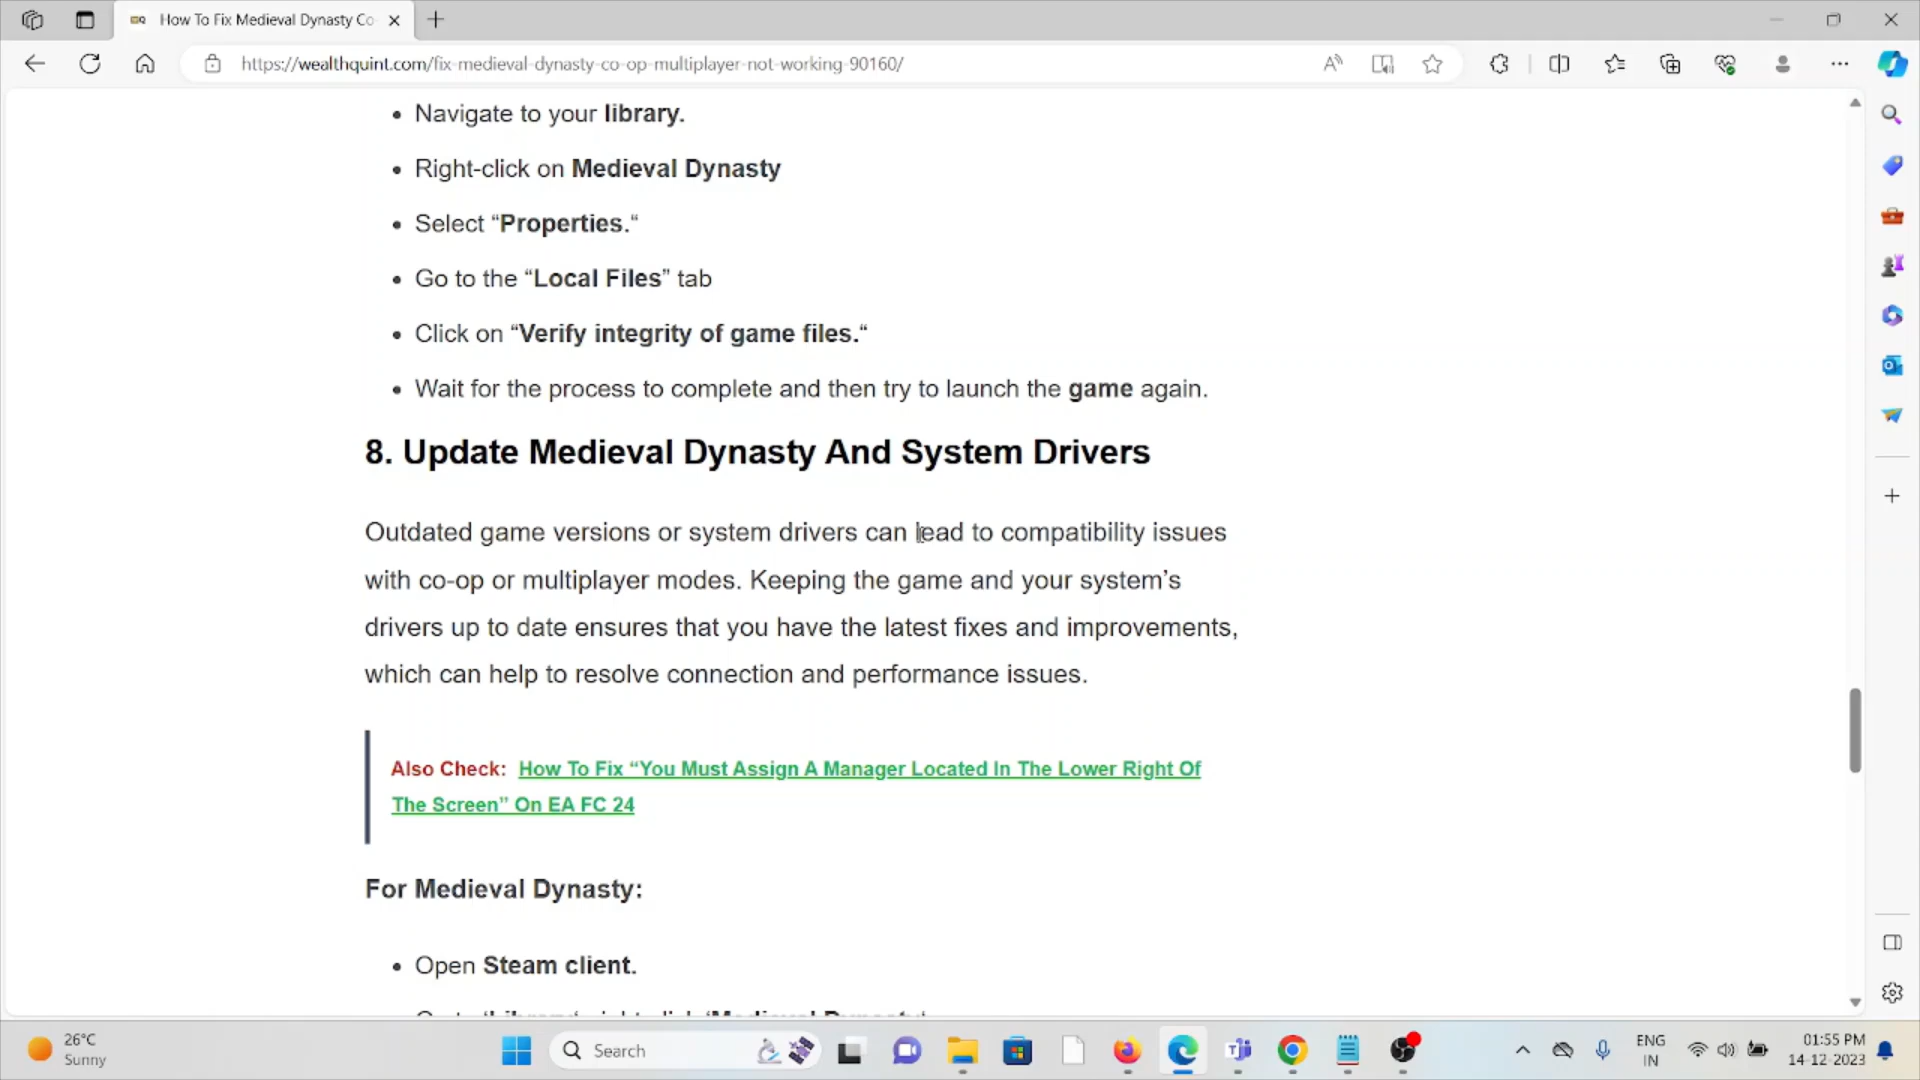 How To Fix Medieval Dynasty Co
https://wealthquint.com/fix-medieval-dynasty-co-op-multiplayer-not-working-90160/
• Navigate to your library.
• Right-click on Medieval Dynasty
• Select “Properties.“
• Go to the “Local Files” tab
• Click on “Verify integrity of game files.“
• Wait for the process to complete and then try to launch the game again.
8. Update Medieval Dynasty And System Drivers
Outdated game versions or system drivers can lead to compatibility issues
with co-op or multiplayer modes. Keeping the game and your system’s
drivers up to date ensures that you have the latest fixes and improvements,
which can help to resolve connection and performance issues.
Also Check: How To Fix “You Must Assign A Manager Located In The Lower Right Of
The Screen” On EA FC 24
For Medieval Dynasty:
• Open Steam client.
26°C
Sunny
Search
ENG
IN
01:55 PM
14-12-2023